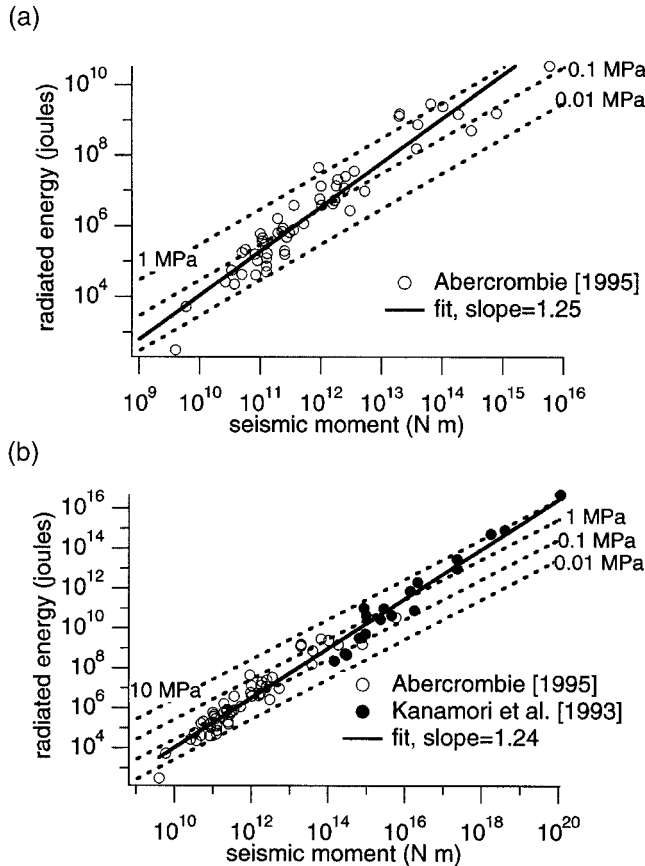 (a)
radiated energy (joules)
10^10
10^8
10^6
10^4
0.1 MPa
0.01 MPa
1 MPa
Abercrombie [1995]
fit, slope=1.25
10^9 10^10 10^11 10^12 10^13 10^14 10^15 10^16
seismic moment (N m)
(b)
radiated energy (joules)
10^16
10^14
10^12
10^10
10^8
10^6
10^4
1 MPa
0.1 MPa
0.01 MPa
10 MPa
Abercrombie [1995]
Kanamori et al. [1993]
fit, slope=1.24
10^10 10^12 10^14 10^16 10^18 10^20
seismic moment (N m)